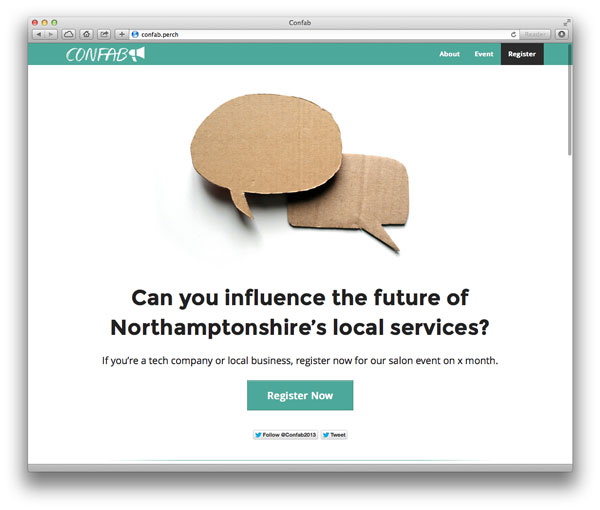 Confab
confab.perch
Reader
CONFAB
About Event Register
Can you influence the future of
Northamptonshire's local services?
If you're a tech company or local business, register now for our salon event on x month.
Register Now
Follow @Confab2013 Tweet